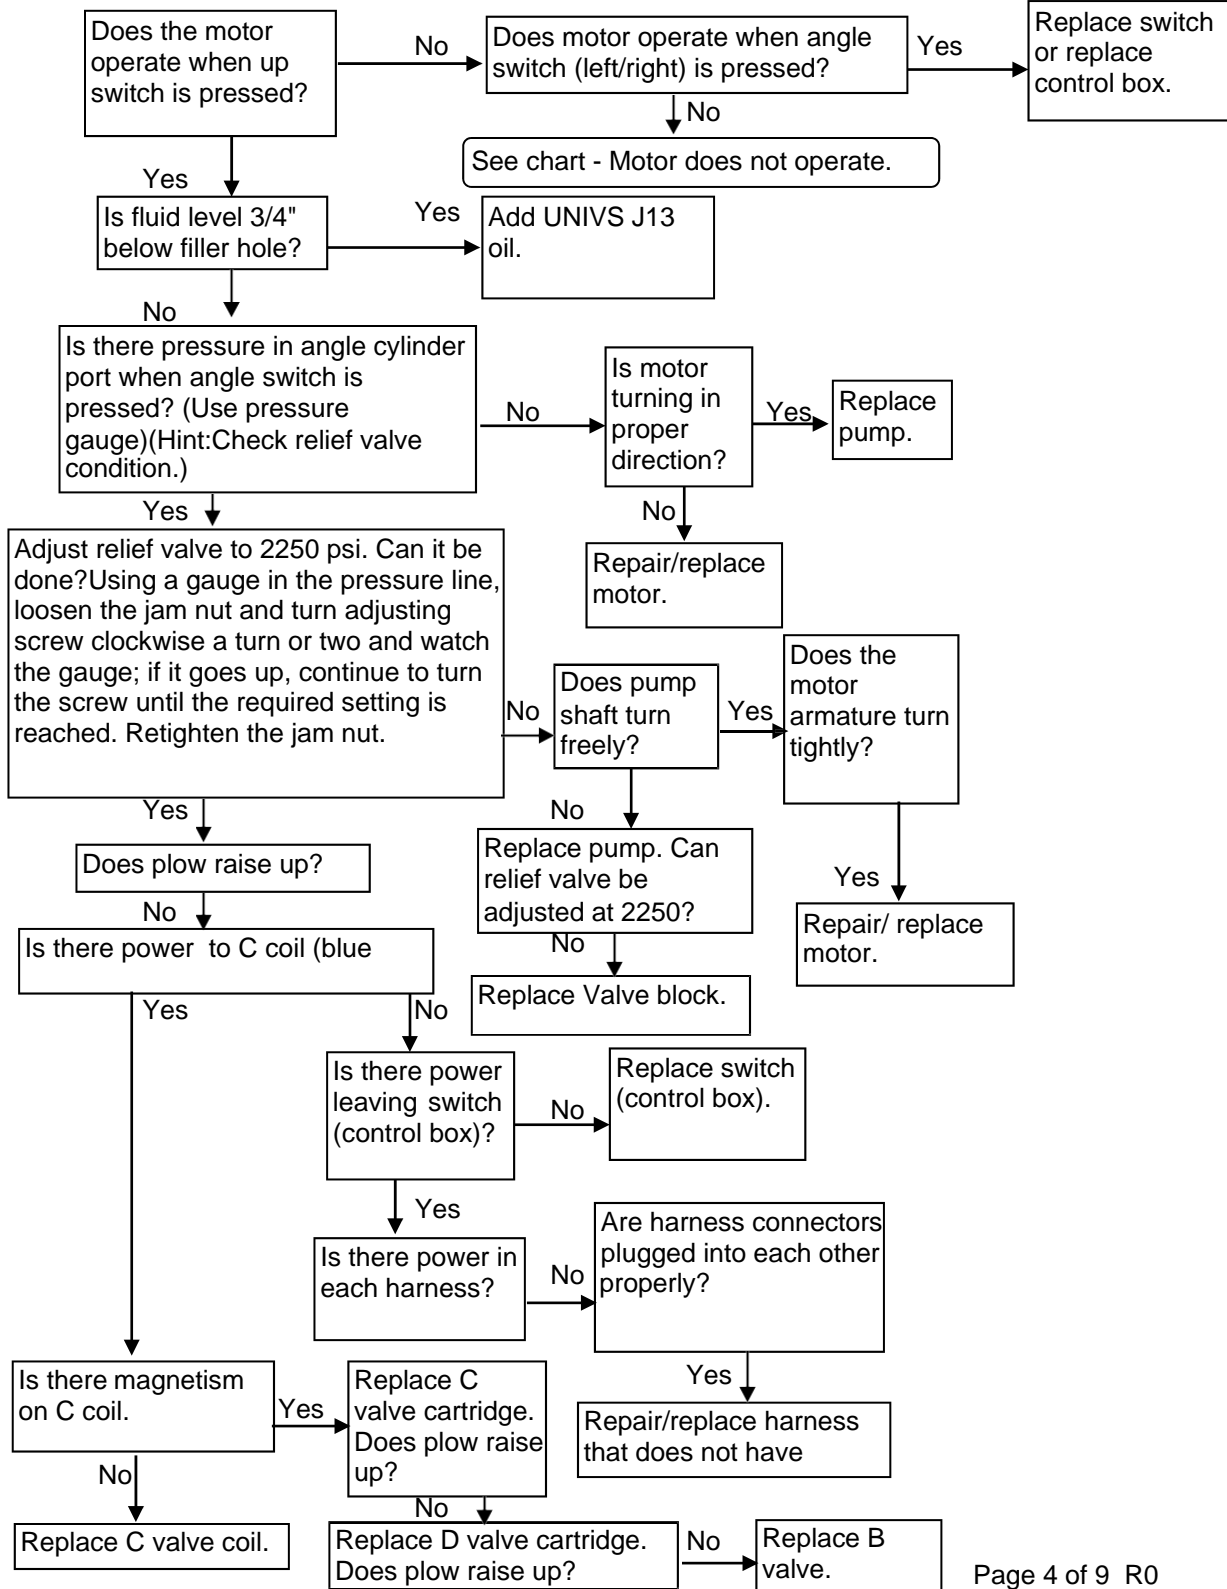 Does the motor
operate when up
switch is pressed?
No
Does motor operate when angle
switch (left/right) is pressed?
Yes
Replace switch
or replace
control box.
No
See chart - Motor does not operate.
Yes
Is fluid level 3/4"
below filler hole?
Yes
Add UNIVS J13
oil.
No
Is there pressure in angle cylinder
port when angle switch is
pressed? (Use pressure
gauge)(Hint:Check relief valve
condition.)
No
Is motor
turning in
proper
direction?
Yes
Replace
pump.
No
Repair/replace
motor.
Yes
Adjust relief valve to 2250 psi. Can it be
done?Using a gauge in the pressure line,
loosen the jam nut and turn adjusting
screw clockwise a turn or two and watch
the gauge; if it goes up, continue to turn
the screw until the required setting is
reached. Retighten the jam nut.
No
Does pump
shaft turn
freely?
Yes
Does the
motor
armature turn
tightly?
Yes
Repair/ replace
motor.
No
Replace pump. Can
relief valve be
adjusted at 2250?
No
Replace Valve block.
Yes
Does plow raise up?
No
Is there power to C coil (blue
Yes
No
Is there power
leaving switch
(control box)?
No
Replace switch
(control box).
Yes
Is there power in
each harness?
No
Are harness connectors
plugged into each other
properly?
Yes
Repair/replace harness
that does not have
Is there magnetism
on C coil.
Yes
Replace C
valve cartridge.
Does plow raise
up?
No
Replace C valve coil.
No
Replace D valve cartridge.
Does plow raise up?
No
Replace B
valve.
Page 4 of 9 R0